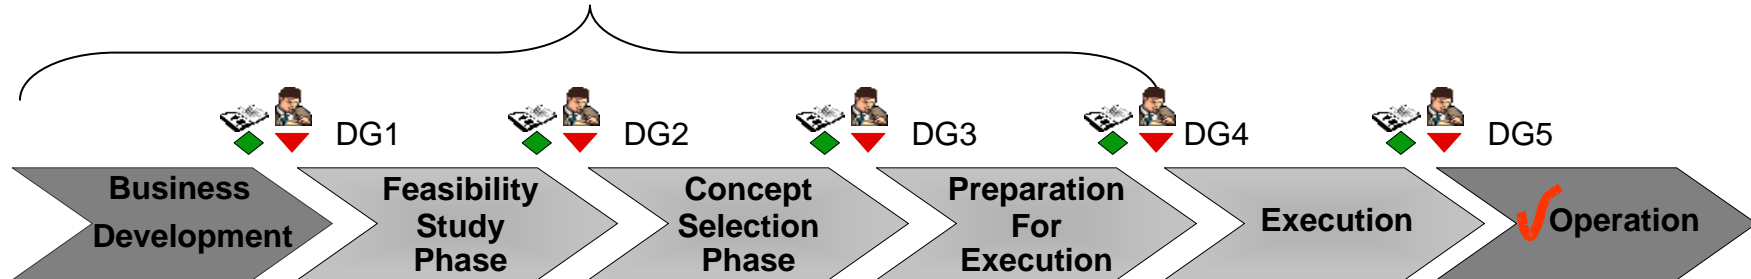 DG1
DG2
DG3
DG4
DG5
Business
Development
Feasibility
Study
Phase
Concept
Selection
Phase
Preparation
For
Execution
Execution
Operation